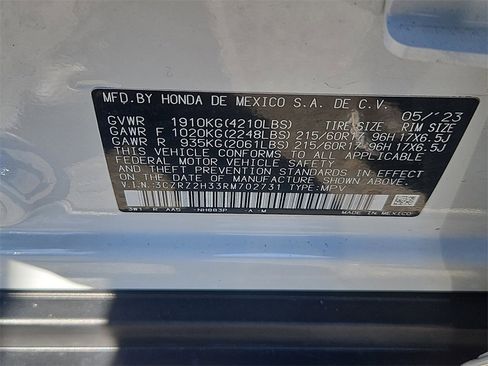 MFD.BY HONDA DE MEXICO S.A. DE C.V. 05/'23
GVWR 1910KG(4210LBS) TIRE SIZE RIM SIZE
GAWR F 1020KG(2248LBS) 215/60R17 96H 17X6.5J
GAWR R 935KG(2061LBS) 215/60R17 96H 17X6.5J
THIS VEHICLE CONFORMS TO ALL APPLICABLE
FEDERAL MOTOR VEHICLE SAFETY
STANDARDS IN EFFECT ON THE DATE OF
MANUFACTURE SHOWN ABOVE.
V.I.N.:3CZRZ2H33RM702731 TYPE:MPV
3W1 R AAS NH883P -A-M MADE IN MEXICO